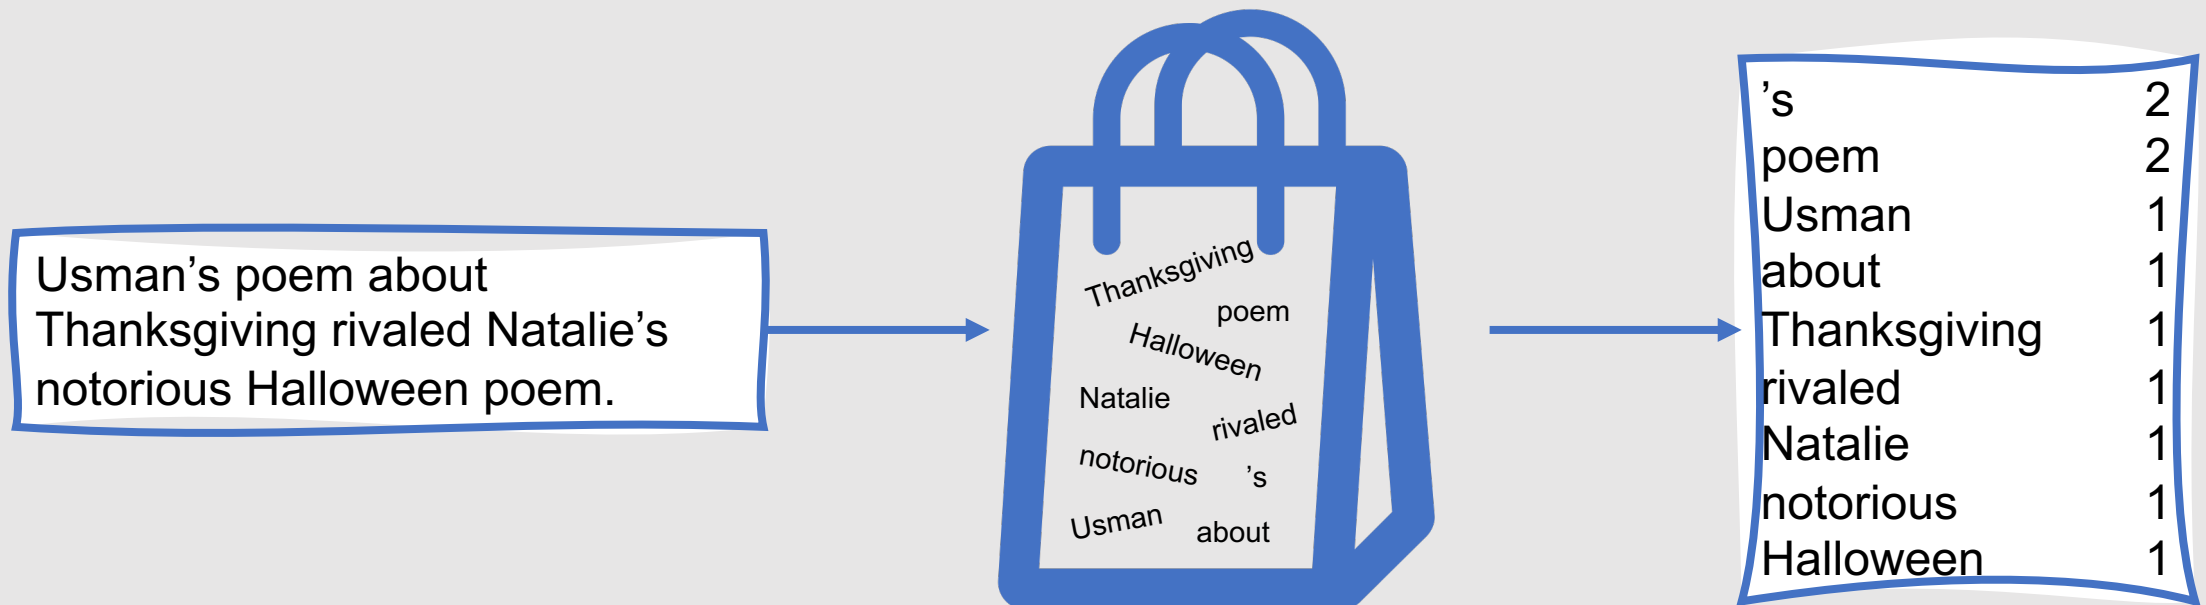 Usman’s poem about
Thanksgiving rivaled Natalie’s
notorious Halloween poem.
Thanksgiving
poem
Halloween
Natalie
rivaled
notorious
’s
Usman
about
’s 2
poem 2
Usman 1
about 1
Thanksgiving 1
rivaled 1
Natalie 1
notorious 1
Halloween 1